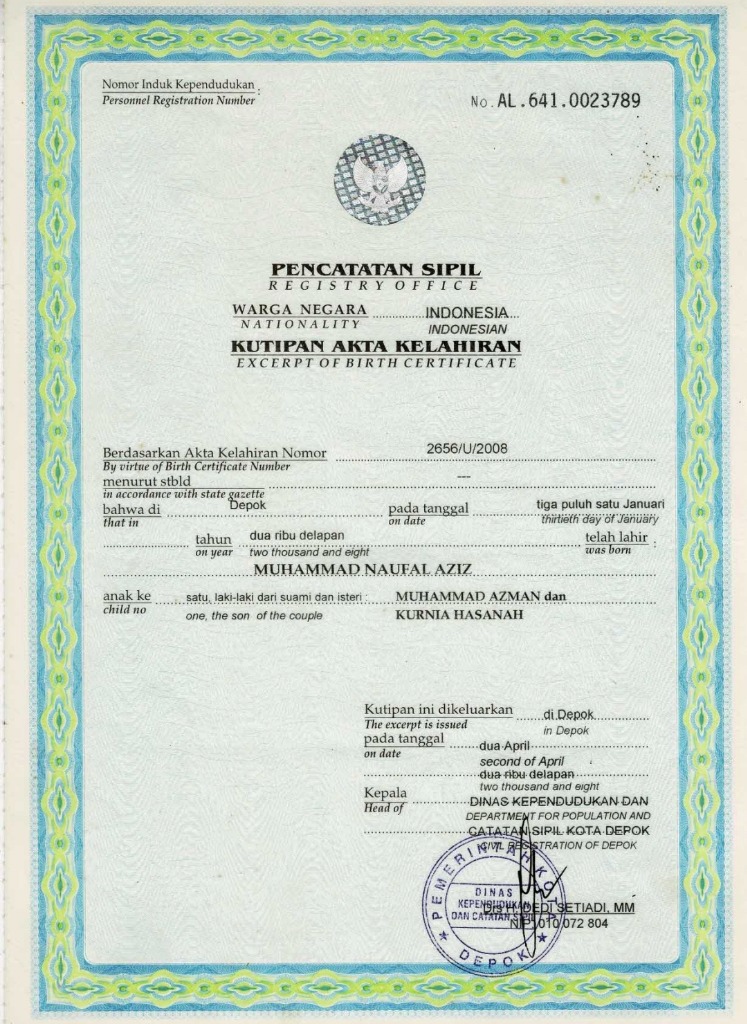 Nomor Induk Kependudukan :
Personnel Registration Number
No. AL.641.0023789
PENCATATAN SIPIL
REGISTRY OFFICE
WARGA NEGARA INDONESIA
NATIONALITY INDONESIAN
KUTIPAN AKTA KELAHIRAN
EXCERPT OF BIRTH CERTIFICATE
Berdasarkan Akta Kelahiran Nomor 2656/U/2008
By virtue of Birth Certificate Number
menurut stbld ---
in accordance with state gazette
bahwa di Depok pada tanggal tiga puluh satu Januari
that in on date thirtieth day of January
tahun dua ribu delapan telah lahir :
on year two thousand and eight was born
MUHAMMAD NAUFAL AZIZ
anak ke satu, laki-laki dari suami dan isteri : MUHAMMAD AZMAN dan
child no one, the son of the couple KURNIA HASANAH
Kutipan ini dikeluarkan di Depok
The excerpt is issued in Depok
pada tanggal dua April
on date second of April
dua ribu delapan
two thousand and eight
Kepala DINAS KEPENDUDUKAN DAN
Head of DEPARTMENT FOR POPULATION AND
CATATAN SIPIL KOTA DEPOK
CIVIL REGISTRATION OF DEPOK
PEMERINTAH KOTA
DINAS
KEPENDUDUKAN
DAN CATATAN SIPIL
DEPOK
Drs H. DEDI SETIADI, MM
NIP. 010 072 804